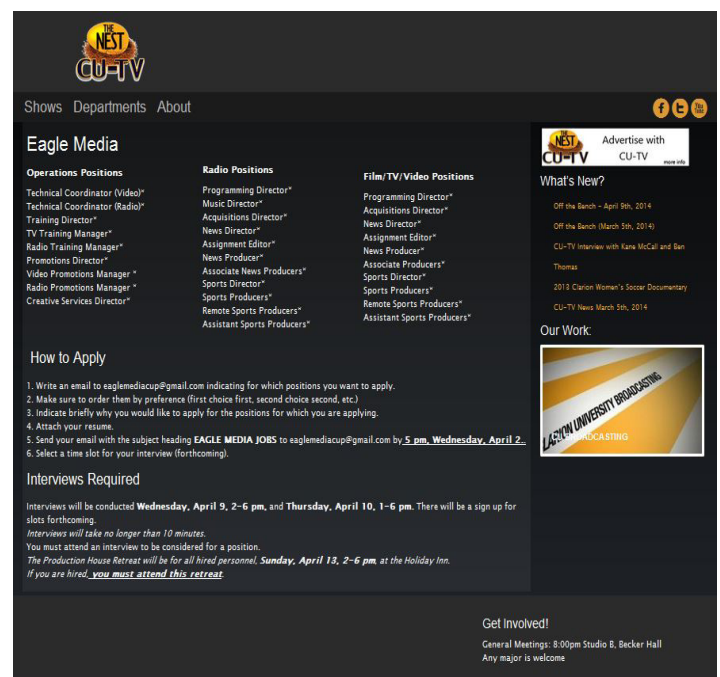 THE
NEST
CU-TV
Shows Departments About
Eagle Media
Operations Positions
Technical Coordinator (Video)*
Technical Coordinator (Radio)*
Training Director*
TV Training Manager*
Radio Training Manager*
Promotions Director*
Video Promotions Manager *
Radio Promotions Manager *
Creative Services Director*
Radio Positions
Programming Director*
Music Director*
Acquisitions Director*
News Director*
Assignment Editor*
News Producer*
Associate News Producers*
Sports Director*
Sports Producers*
Remote Sports Producers*
Assistant Sports Producers*
Film/TV/Video Positions
Programming Director*
Acquisitions Director*
News Director*
Assignment Editor*
News Producer*
Associate Producers*
Sports Director*
Sports Producers*
Remote Sports Producers*
Assistant Sports Producers*
How to Apply
1. Write an email to eaglemediacup@gmail.com indicating for which positions you want to apply.
2. Make sure to order them by preference (first choice first, second choice second, etc.)
3. Indicate briefly why you would like to apply for the positions for which you are applying.
4. Attach your resume.
5. Send your email with the subject heading EAGLE MEDIA JOBS to eaglemediacup@gmail.com by 5 pm, Wednesday, April 2..
6. Select a time slot for your interview (forthcoming).
Interviews Required
Interviews will be conducted Wednesday, April 9, 2-6 pm, and Thursday, April 10, 1-6 pm. There will be a sign up for
slots forthcoming.
Interviews will take no longer than 10 minutes.
You must attend an interview to be considered for a position.
The Production House Retreat will be for all hired personnel, Sunday, April 13, 2-6 pm, at the Holiday Inn.
If you are hired, you must attend this retreat.
THE
NEST
CU-TV
Advertise with
CU-TV
more info
What's New?
Off the Bench - April 9th, 2014
Off the Bench (March 5th, 2014)
CU-TV Interview with Kane McCall and Ben
Thomas
2013 Clarion Women's Soccer Documentary
CU-TV News March 5th, 2014
Our Work:
LARION UNIVERSITY BROADCASTING
Get Involved!
General Meetings: 8:00pm Studio B, Becker Hall
Any major is welcome